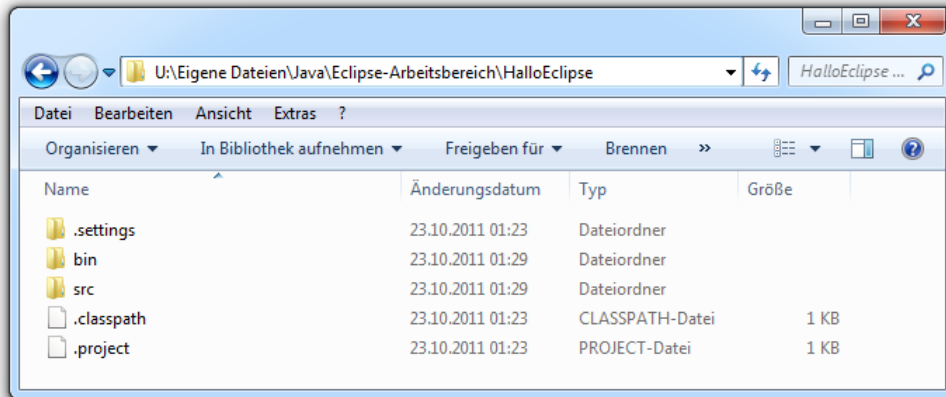 U:\Eigene Dateien\Java\Eclipse-Arbeitsbereich\HalloEclipse HalloEclipse ...
Datei Bearbeiten Ansicht Extras ?
Organisieren In Bibliothek aufnehmen Freigeben für Brennen »
Name Änderungsdatum Typ Größe
.settings 23.10.2011 01:23 Dateiordner
bin 23.10.2011 01:29 Dateiordner
src 23.10.2011 01:29 Dateiordner
.classpath 23.10.2011 01:23 CLASSPATH-Datei 1 KB
.project 23.10.2011 01:23 PROJECT-Datei 1 KB